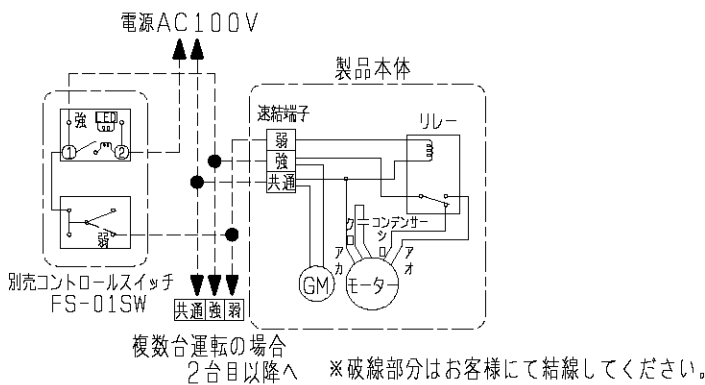 電源AC100V
製品本体
速結端子
リレー
強
LED
弱
①
②
強
共通
弱
コンデンサー
クロ
シロ
アカ
アオ
GM
モーター
別売コントロールスイッチ
FS-01SW
共通 強 弱
複数台運転の場合
2台目以降へ
※破線部分はお客様にて結線してください。